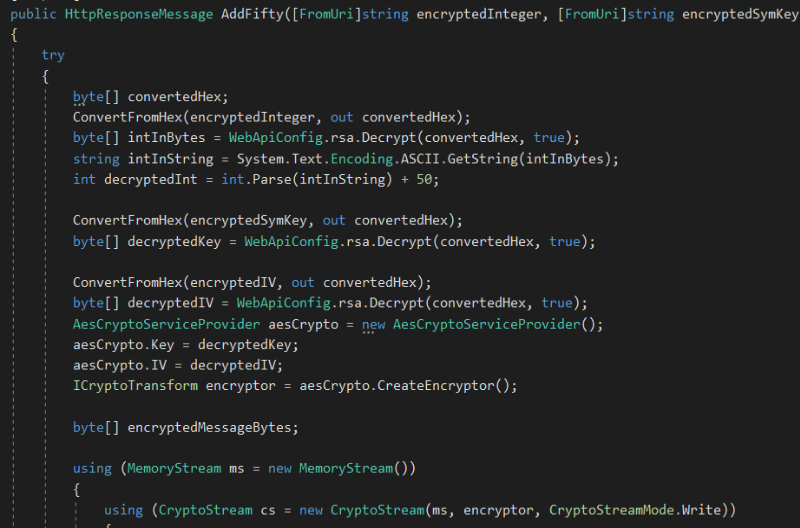 public HttpResponseMessage AddFifty([FromUri]string encryptedInteger, [FromUri]string encryptedSymKey
{
try
{
byte[] convertedHex;
ConvertFromHex(encryptedInteger, out convertedHex);
byte[] intInBytes = WebApiConfig.rsa.Decrypt(convertedHex, true);
string intInString = System.Text.Encoding.ASCII.GetString(intInBytes);
int decryptedInt = int.Parse(intInString) + 50;
ConvertFromHex(encryptedSymKey, out convertedHex);
byte[] decryptedKey = WebApiConfig.rsa.Decrypt(convertedHex, true);
ConvertFromHex(encryptedIV, out convertedHex);
byte[] decryptedIV = WebApiConfig.rsa.Decrypt(convertedHex, true);
AesCryptoServiceProvider aesCrypto = new AesCryptoServiceProvider();
aesCrypto.Key = decryptedKey;
aesCrypto.IV = decryptedIV;
ICryptoTransform encryptor = aesCrypto.CreateEncryptor();
byte[] encryptedMessageBytes;
using (MemoryStream ms = new MemoryStream())
{
using (CryptoStream cs = new CryptoStream(ms, encryptor, CryptoStreamMode.Write))